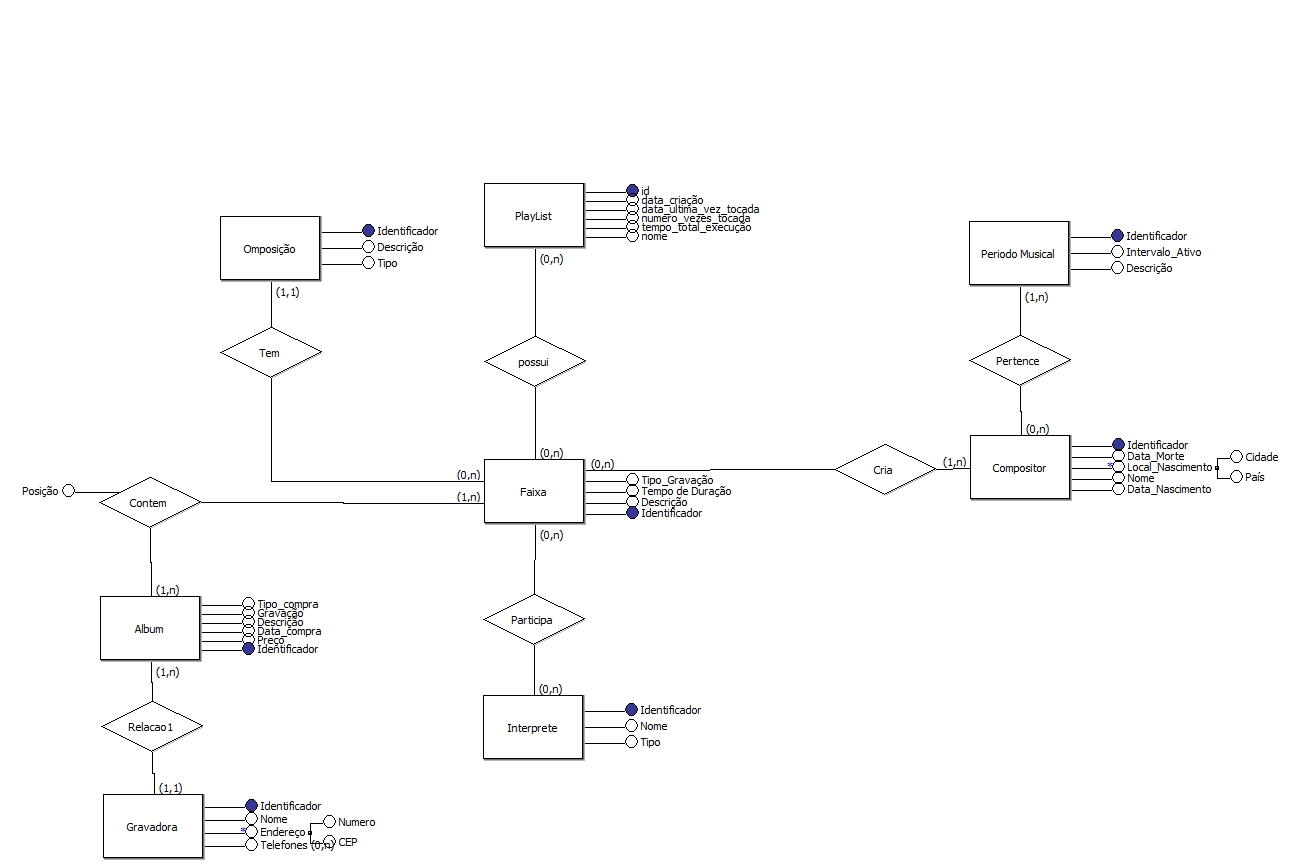 PlayList
id
data_criação
data_ultima_vez_tocada
numero_vezes_tocada
tempo_total_execução
nome
(0,n)
Omposição
Identificador
Descrição
Tipo
(1,1)
Periodo Musical
Identificador
Intervalo_Ativo
Descrição
(1,n)
Tem
possui
Pertence
(0,n)
(0,n)
(0,n)
(0,n)
(1,n)
Cria
(1,n)
Compositor
Identificador
Data_Morte
* Local_Nascimento
Nome
Data_Nascimento
Cidade
País
Posição
Contem
Faixa
Tipo_Gravação
Tempo de Duração
Descrição
Identificador
(0,n)
(1,n)
Album
Tipo_compra
Gravação
Descrição
Data_compra
Preço
Identificador
(1,n)
Participa
(0,n)
Interprete
Identificador
Nome
Tipo
Relacao1
(1,1)
Gravadora
Identificador
Nome
* Endereço
Telefones (0,n)
Numero
CEP